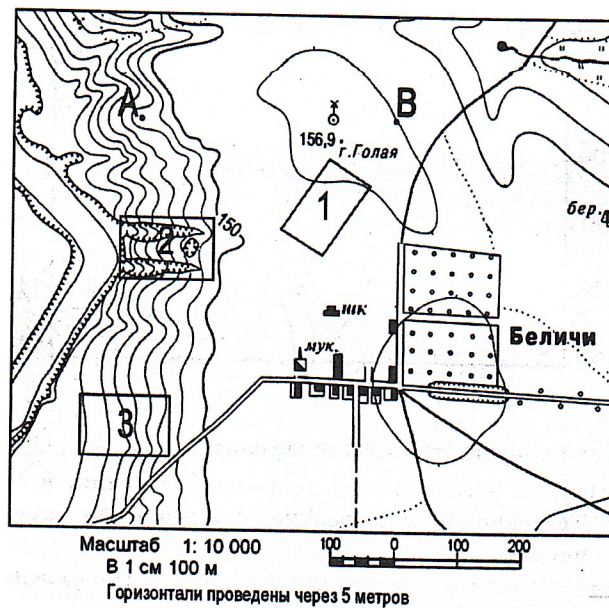 А.
В
156,9
г.Голая
1
150
2
бер.
шк
Беличи
мук.
3
Масштаб 1: 10 000
В 1 см 100 м
100 0 100 200
Горизонтали проведены через 5 метров